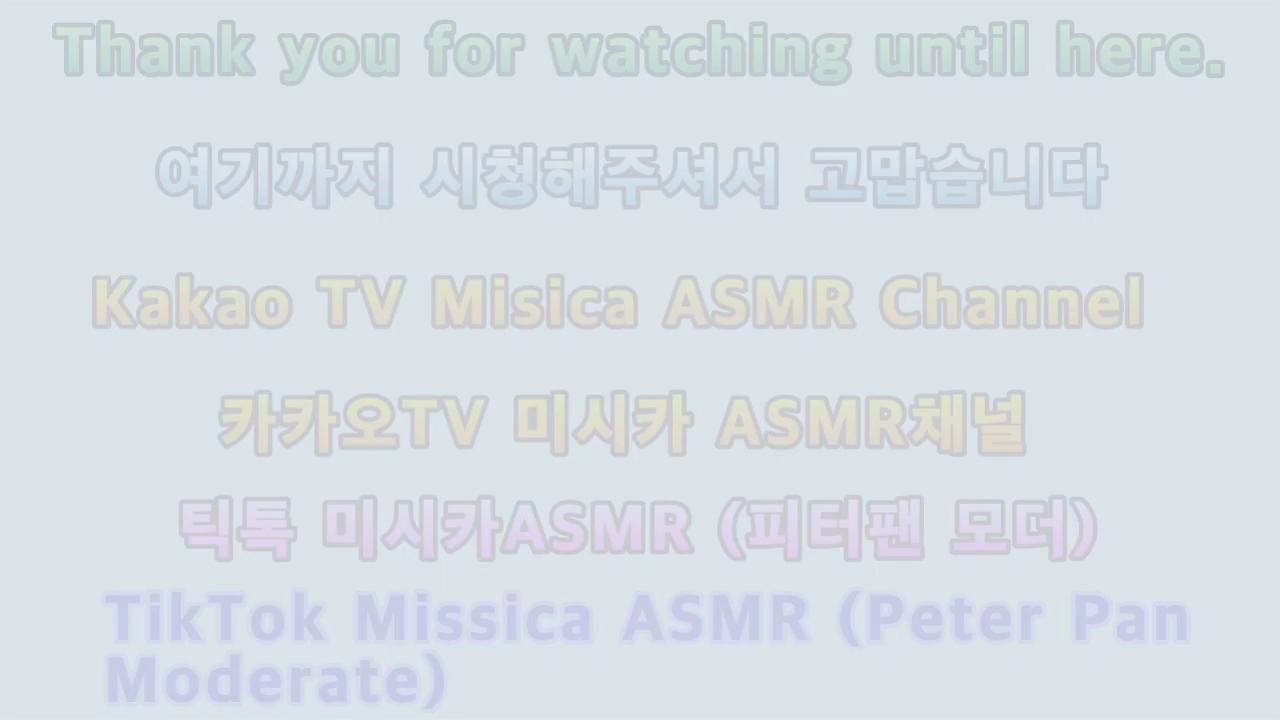 Thank you for watching until here.
여기까지 시청해주셔서 고맙습니다
Kakao TV Misica ASMR Channel
카카오TV 미시카 ASMR채널
틱톡 미시카ASMR (피터팬 모더)
TikTok Missica ASMR (Peter Pan
Moderate)